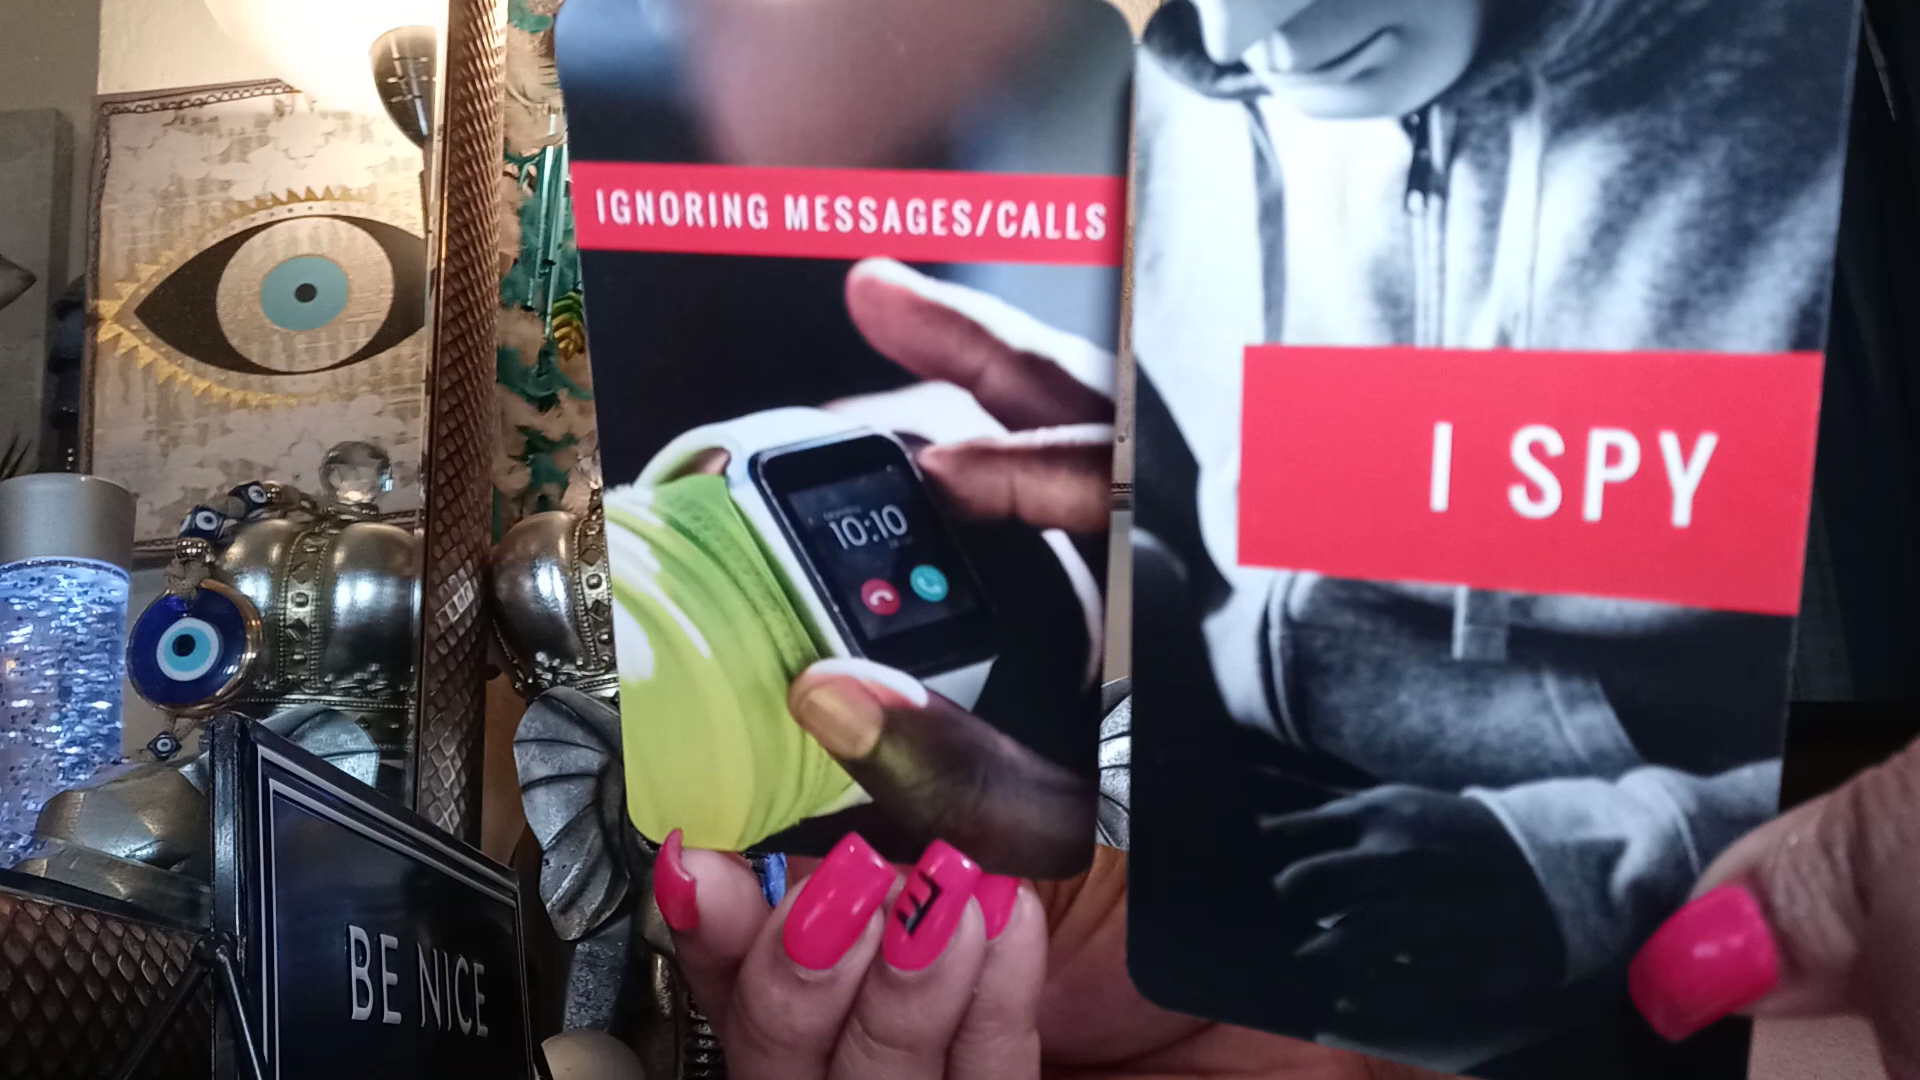 IGNORING MESSAGES/CALLS
10:10
I SPY
BE NICE